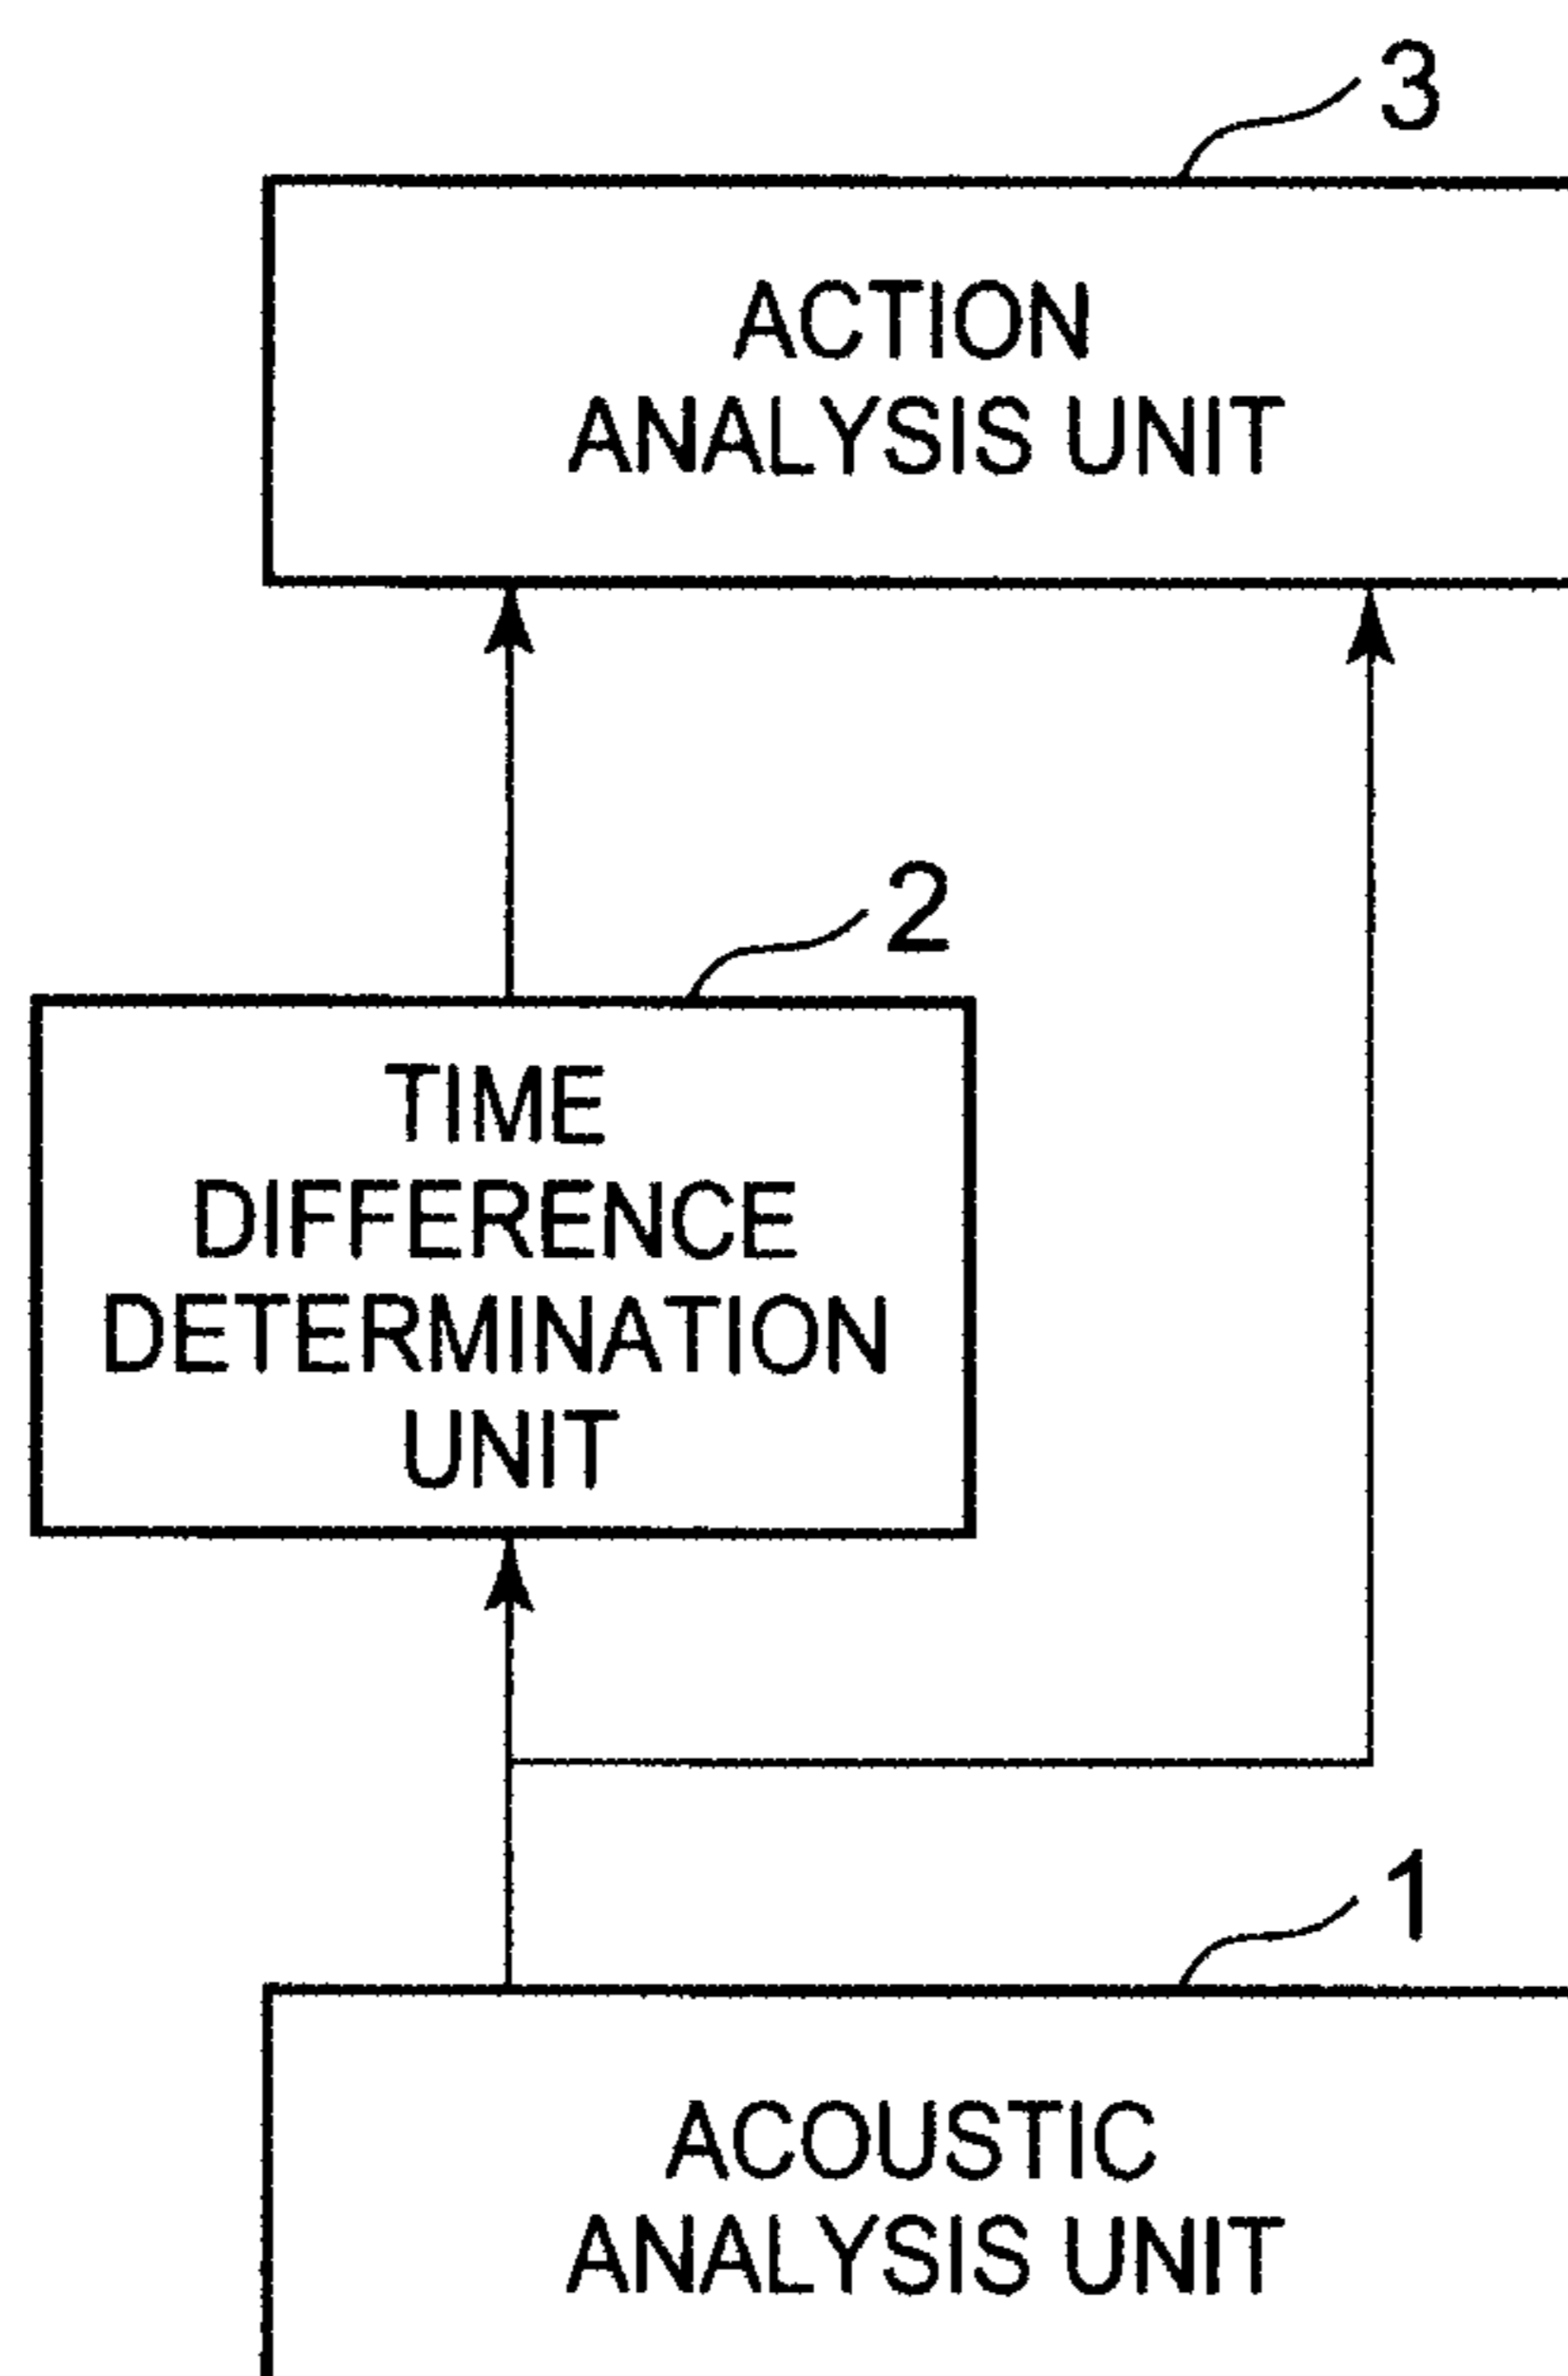 3
ACTION
ANALYSIS UNIT
2
TIME
DIFFERENCE
DETERMINATION
UNIT
1
ACOUSTIC
ANALYSIS UNIT